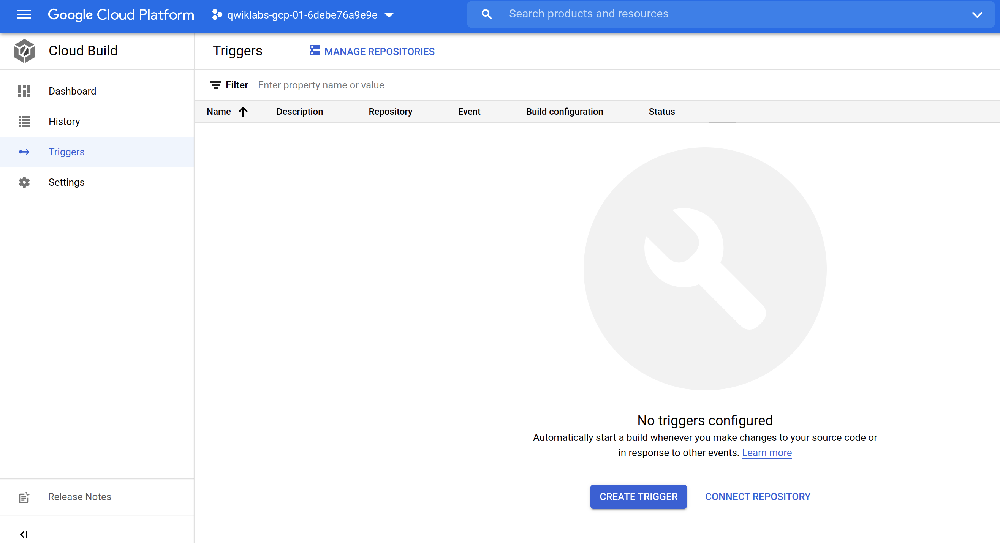 Google Cloud Platform
qwiklabs-gcp-01-6debe76a9e9e
Search products and resources
Cloud Build
Triggers
MANAGE REPOSITORIES
Dashboard
History
Triggers
Settings
Filter Enter property name or value
Name Description Repository Event Build configuration Status
No triggers configured
Automatically start a build whenever you make changes to your source code or
in response to other events. Learn more
CREATE TRIGGER CONNECT REPOSITORY
Release Notes